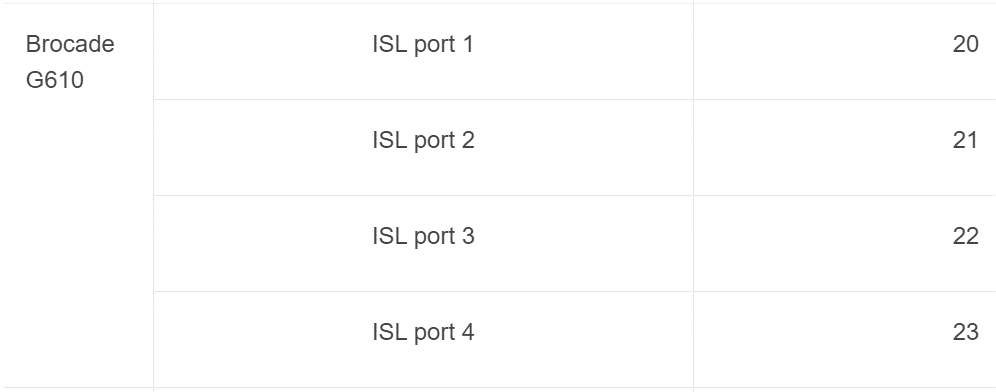 Brocade ISL port 1 20
G610
ISL port 2 21
ISL port 3 22
ISL port 4 23